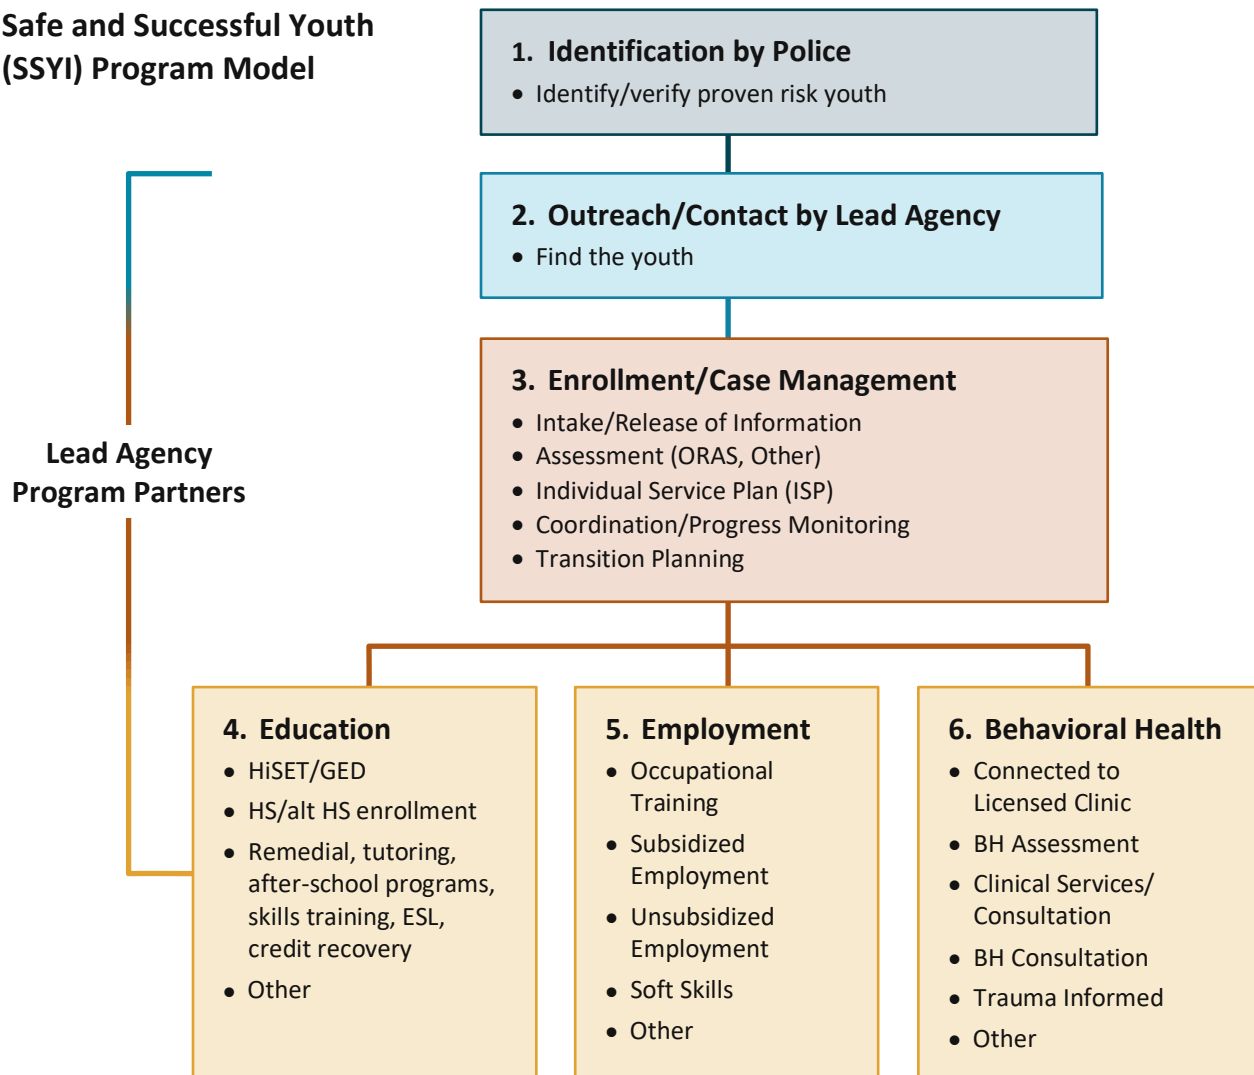 Safe and Successful Youth
(SSYI) Program Model
1. Identification by Police
• Identify/verify proven risk youth
2. Outreach/Contact by Lead Agency
• Find the youth
3. Enrollment/Case Management
• Intake/Release of Information
• Assessment (ORAS, Other)
• Individual Service Plan (ISP)
• Coordination/Progress Monitoring
• Transition Planning
Lead Agency
Program Partners
4. Education
• HiSET/GED
• HS/alt HS enrollment
• Remedial, tutoring,
after-school programs,
skills training, ESL,
credit recovery
• Other
5. Employment
• Occupational
Training
• Subsidized
Employment
• Unsubsidized
Employment
• Soft Skills
• Other
6. Behavioral Health
• Connected to
Licensed Clinic
• BH Assessment
• Clinical Services/
Consultation
• BH Consultation
• Trauma Informed
• Other